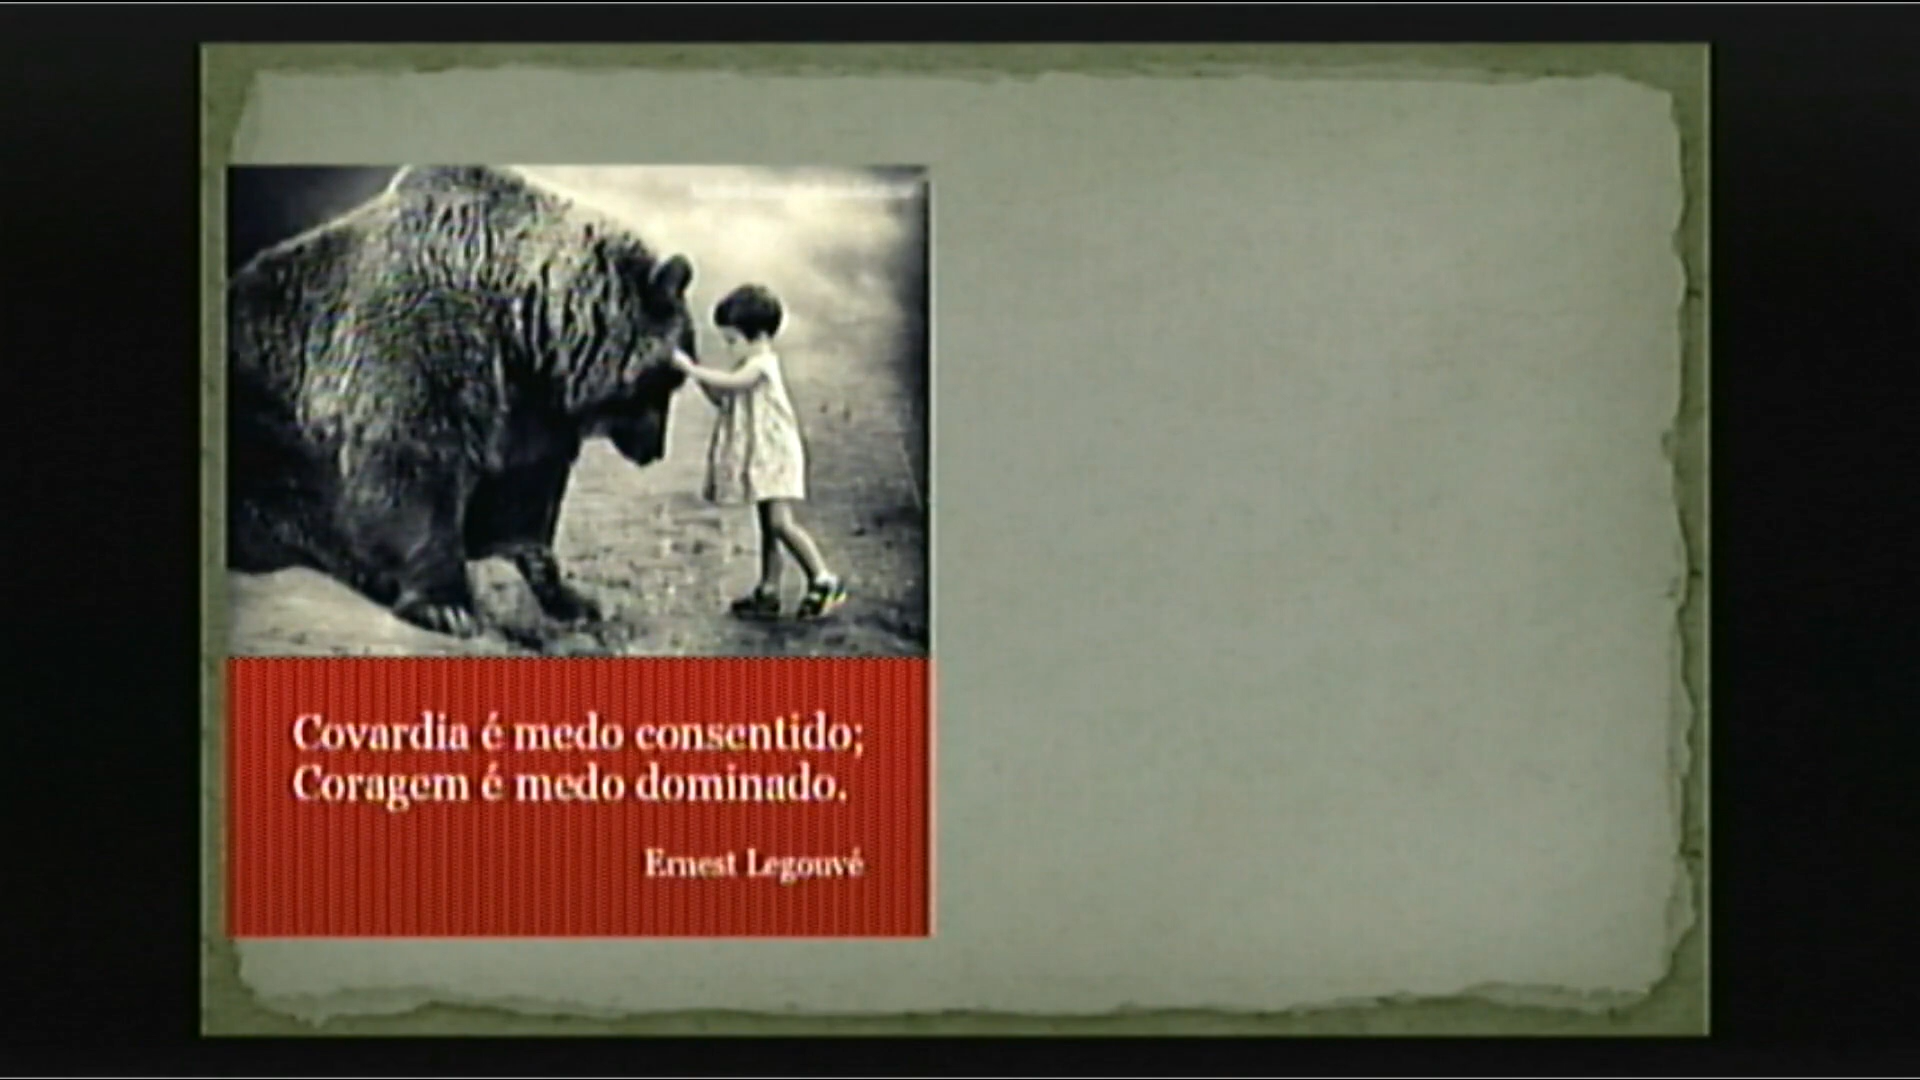 Covardia é medo consentido;
Coragem é medo dominado.
Ernest Legouvé